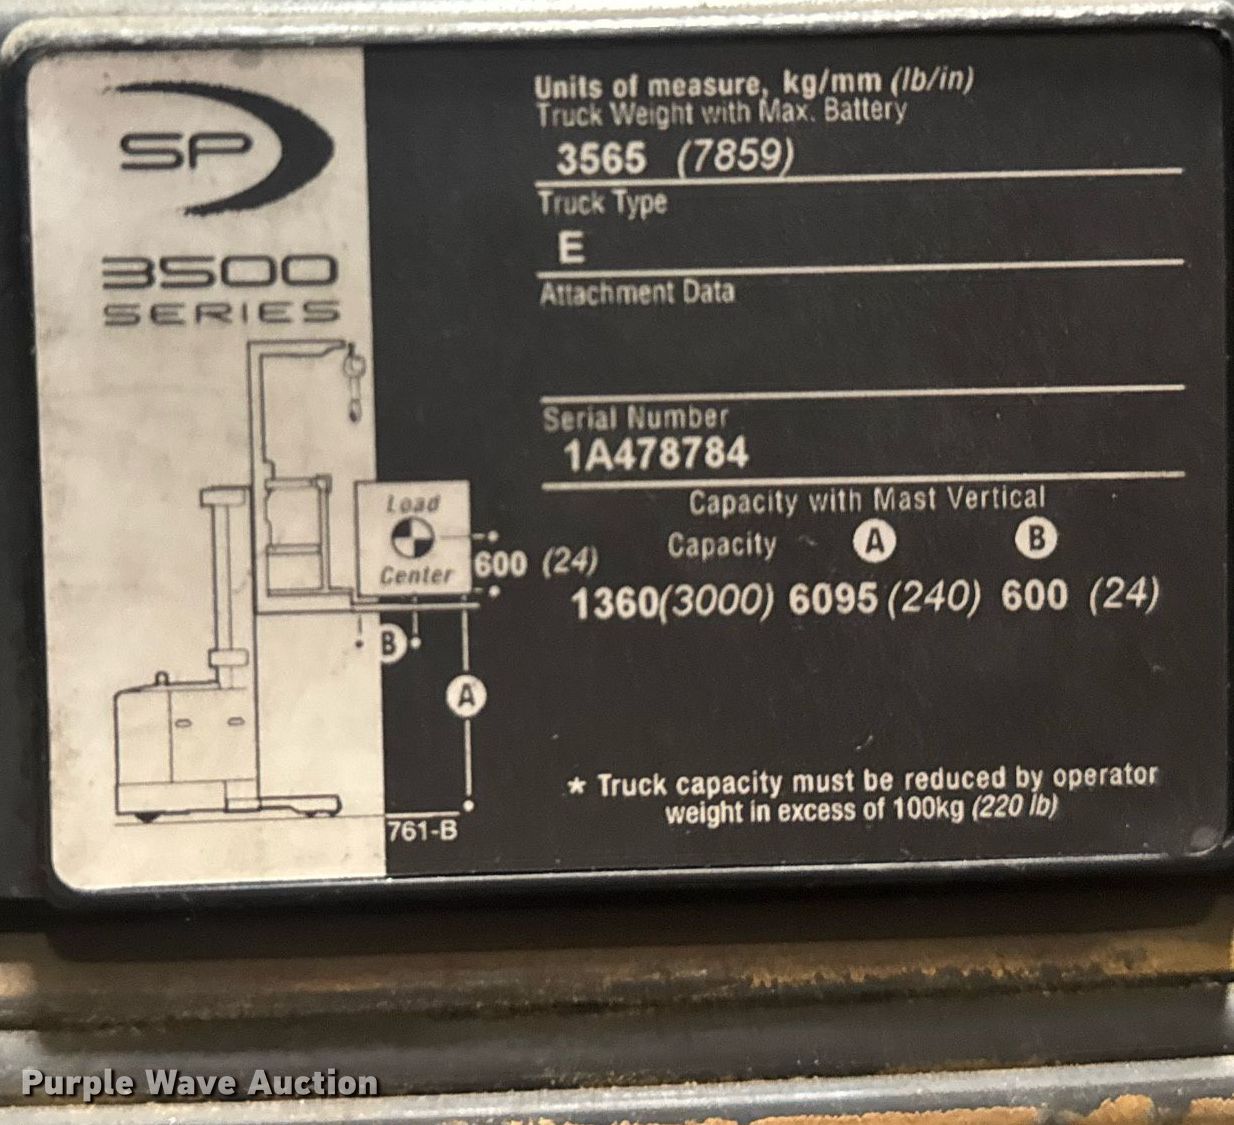 SP
3500
SERIES
Units of measure, kg/mm (lb/in)
Truck Weight with Max. Battery
3565 (7859)
Truck Type
E
Attachment Data
Serial Number
1A478784
Capacity with Mast Vertical
Capacity A B
1360(3000) 6095(240) 600 (24)
Load
Center
600 (24)
B
A
761-B
* Truck capacity must be reduced by operator
weight in excess of 100kg (220 lb)
Purple Wave Auction